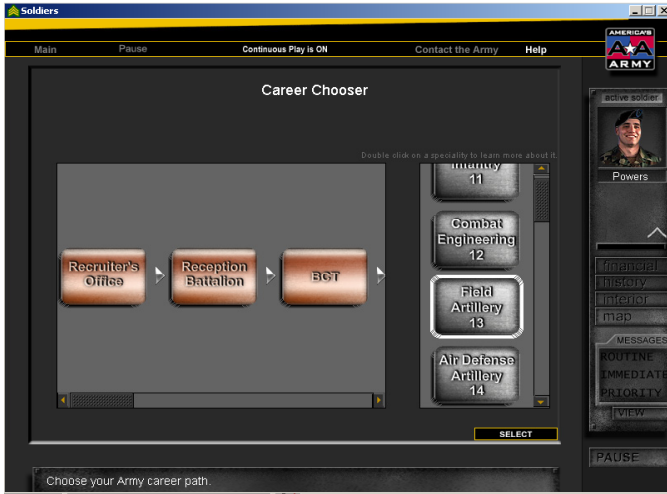 Soldiers
AMERICA'S
ARMY
Main Pause Continuous Play is ON Contact the Army Help
Career Chooser
Double click on a speciality to learn more about it.
Recruiter's
Office
Reception
Battalion
BCT
Infantry
11
Combat
Engineering
12
Field
Artillery
13
Air Defense
Artillery
14
SELECT
Choose your Army career path.
active soldier
Powers
financial
history
interior
map
MESSAGES
ROUTINE
IMMEDIATE
PRIORITY
VIEW
PAUSE